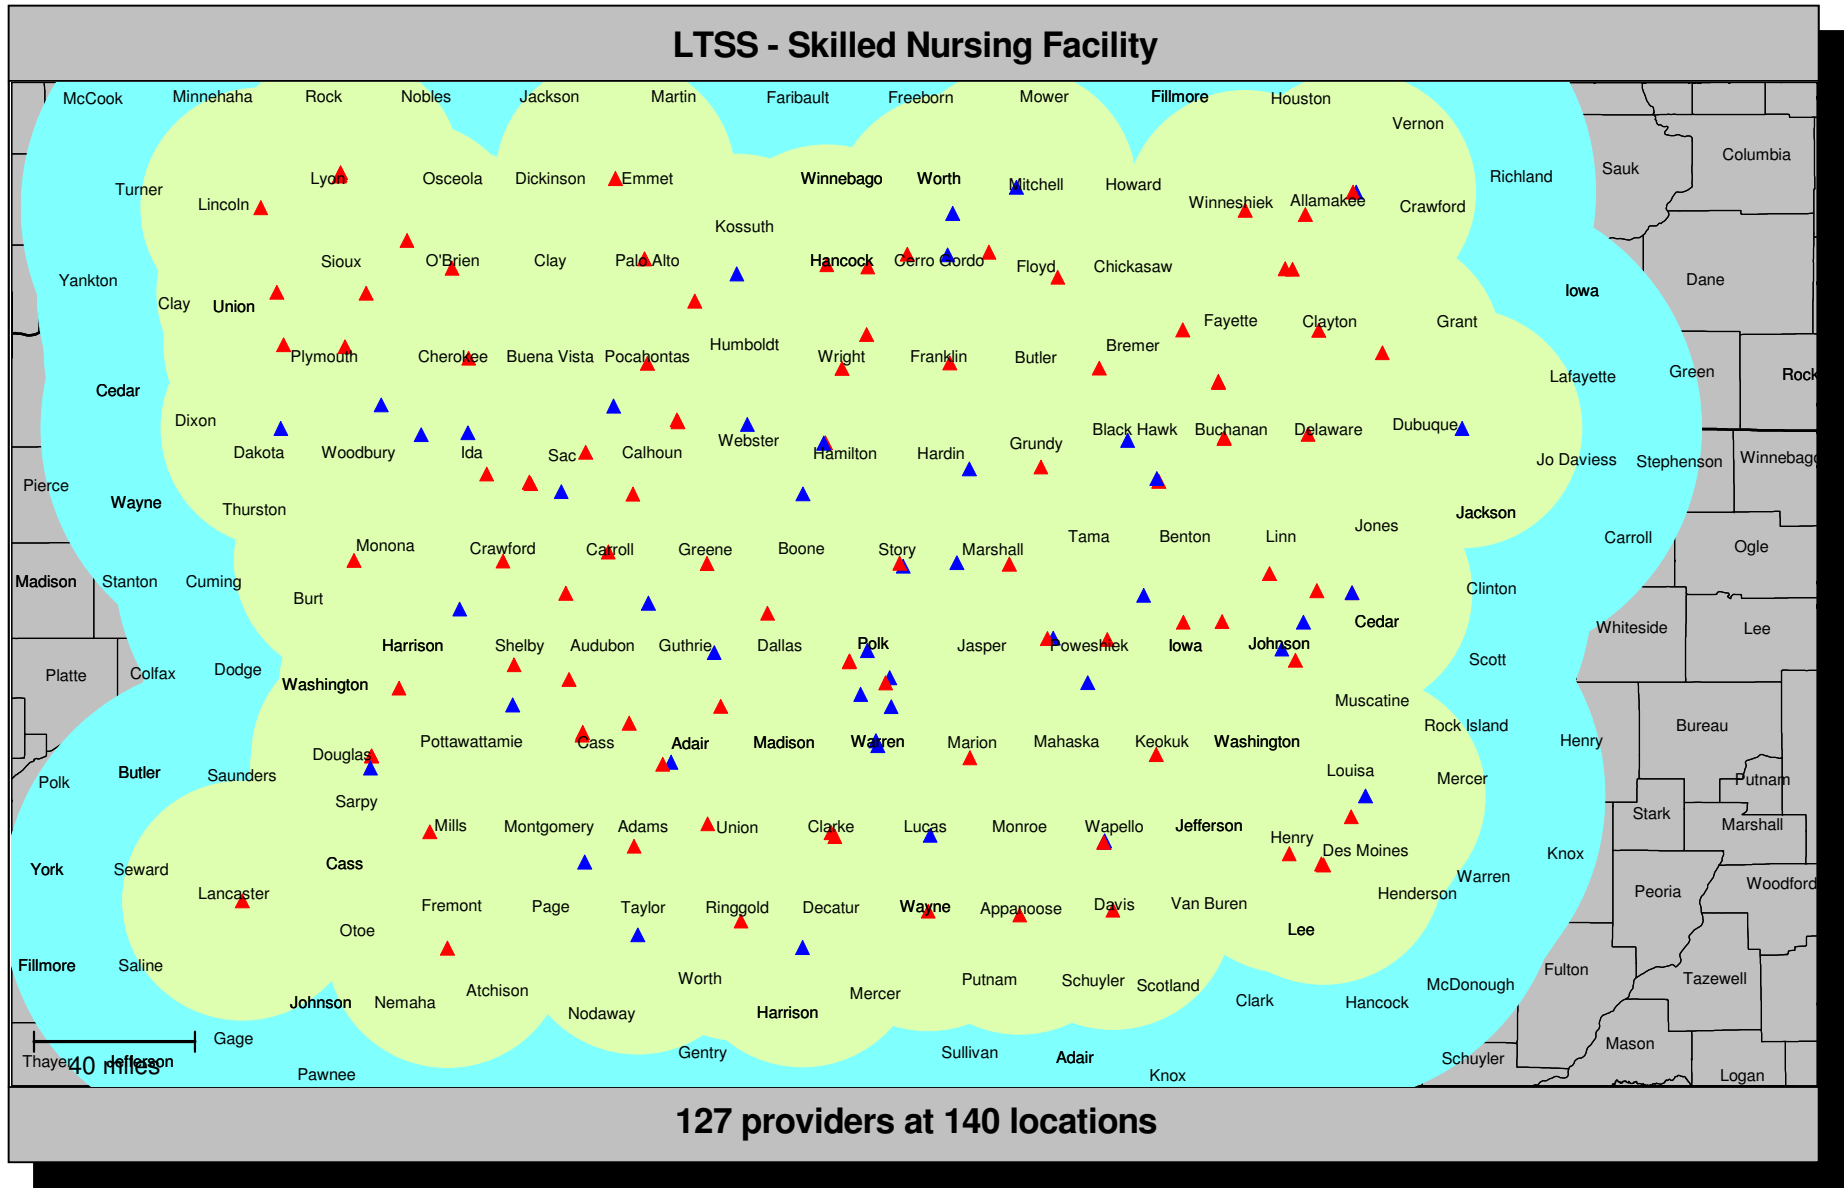 LTSS - Skilled Nursing Facility
McCook Minnehaha Rock Nobles Jackson Martin Faribault Freeborn Mower Fillmore Houston
Vernon
Columbia
Sauk
Turner Lyon Osceola Dickinson Emmet Winnebago Worth Mitchell Howard Richland
Lincoln Winneshiek Allamakee Crawford
Kossuth
Sioux O'Brien Clay Palo Alto Hancock Cerro Gordo Floyd Chickasaw
Yankton Dane
Clay Union Iowa
Fayette Clayton Grant
Plymouth Cherokee Buena Vista Pocahontas Humboldt Wright Franklin Butler Bremer
Lafayette Green Rock
Cedar
Dixon Webster Black Hawk Buchanan Delaware Dubuque
Dakota Woodbury Ida Sac Calhoun Hamilton Hardin Grundy Jo Daviess Stephenson Winnebago
Pierce
Wayne Thurston Jackson
Monona Crawford Carroll Greene Boone Story Marshall Tama Benton Linn Jones Carroll Ogle
Madison Stanton Cuming Clinton
Burt
Whiteside Lee
Harrison Shelby Audubon Guthrie Dallas Polk Jasper Poweshiek Iowa Johnson Cedar
Platte Colfax Dodge Scott
Washington Muscatine
Rock Island Bureau
Pottawattamie Cass Adair Madison Warren Marion Mahaska Keokuk Washington Henry
Douglas
Polk Butler Saunders Louisa Mercer Putnam
Sarpy Stark
Mills Montgomery Adams Union Clarke Lucas Monroe Wapello Jefferson Henry Marshall
York Seward Cass Des Moines Knox
Lancaster Henderson Warren Peoria Woodford
Fremont Page Taylor Ringgold Decatur Wayne Appanoose Davis Van Buren
Otoe Lee
Fillmore Saline Fulton
Johnson Nemaha Atchison Worth Mercer Putnam Schuyler Scotland Clark Hancock McDonough Tazewell
Nodaway Harrison
Gage Mason
Thayer Jefferson Gentry Sullivan Adair Schuyler
40 miles
Pawnee Knox Logan
127 providers at 140 locations